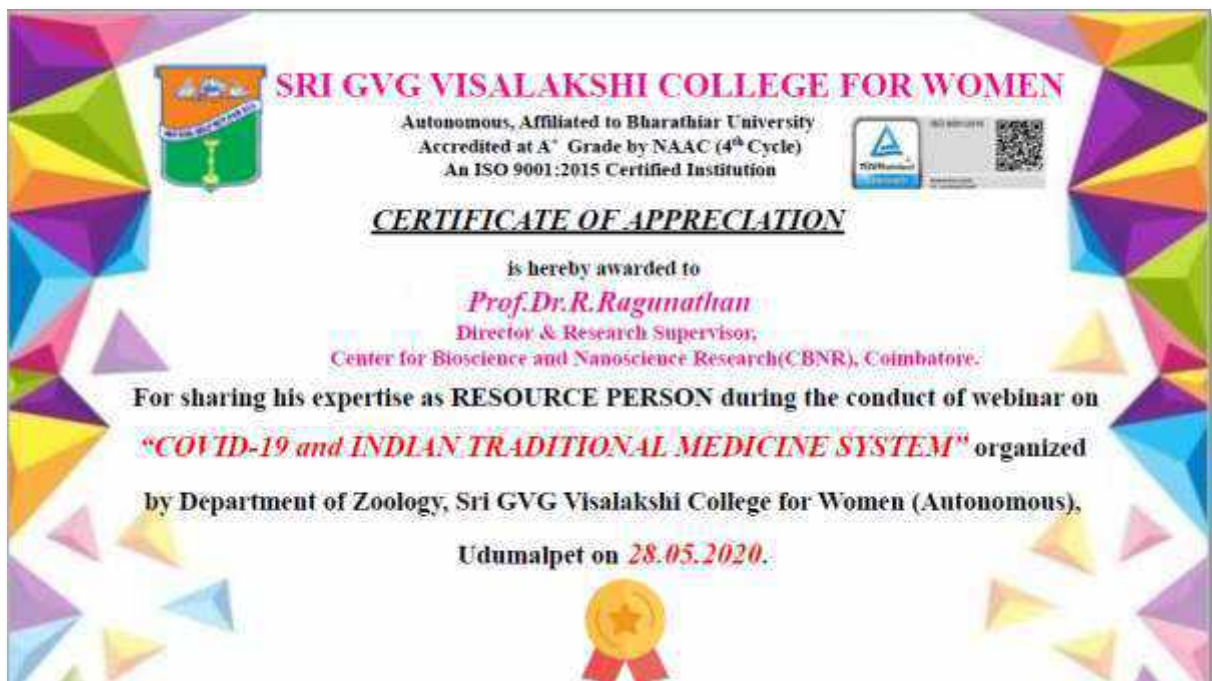 SRI GVG VISALAKSHI COLLEGE FOR WOMEN
Autonomous, Affiliated to Bharathiar University
Accredited at A+ Grade by NAAC (4th Cycle)
An ISO 9001:2015 Certified Institution
ISO 9001:2015
CERTIFICATE OF APPRECIATION
is hereby awarded to
Prof.Dr.R.Ragunathan
Director & Research Supervisor,
Center for Bioscience and Nanoscience Research(CBNR), Coimbatore.
For sharing his expertise as RESOURCE PERSON during the conduct of webinar on
“COVID-19 and INDIAN TRADITIONAL MEDICINE SYSTEM” organized
by Department of Zoology, Sri GVG Visalakshi College for Women (Autonomous),
Udumalpet on 28.05.2020.